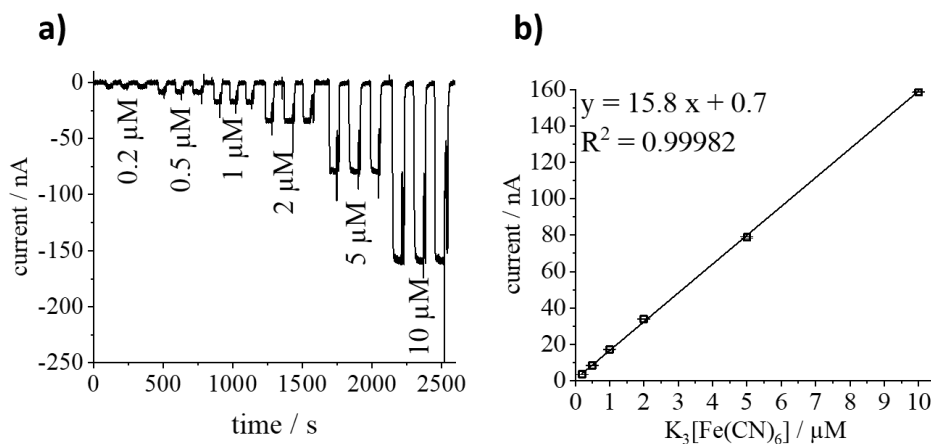 a)
0
-50
-100
-150
-200
-250
current / nA
0 500 1000 1500 2000 2500
time / s
0.2 µM
0.5 µM
1 µM
2 µM
5 µM
10 µM
b)
160
140
120
100
80
60
40
20
0
current / nA
y = 15.8 x + 0.7
R² = 0.99982
0 1 2 3 4 5 6 7 8 9 10
K₃[Fe(CN)₆] / µM